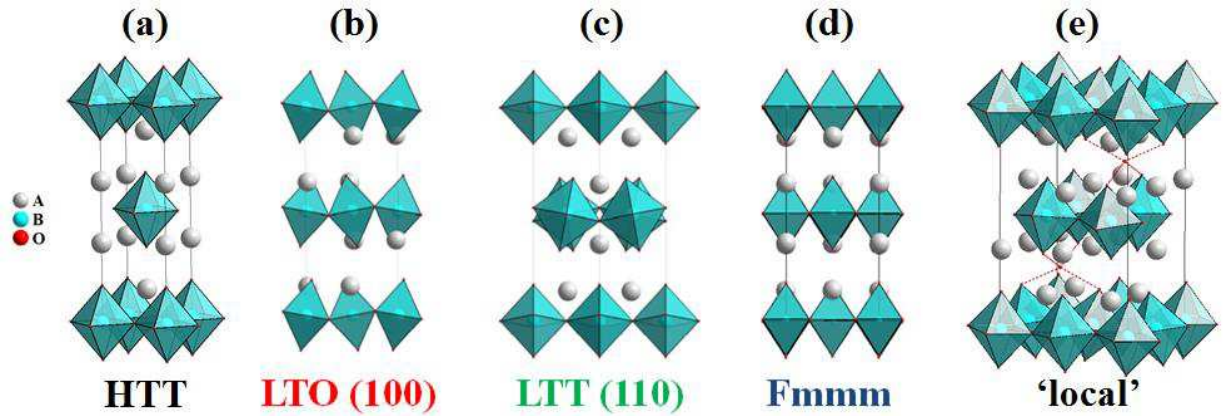 (a) (b) (c) (d) (e)
A
B
O
HTT LTO (100) LTT (110) Fmmm ‘local’